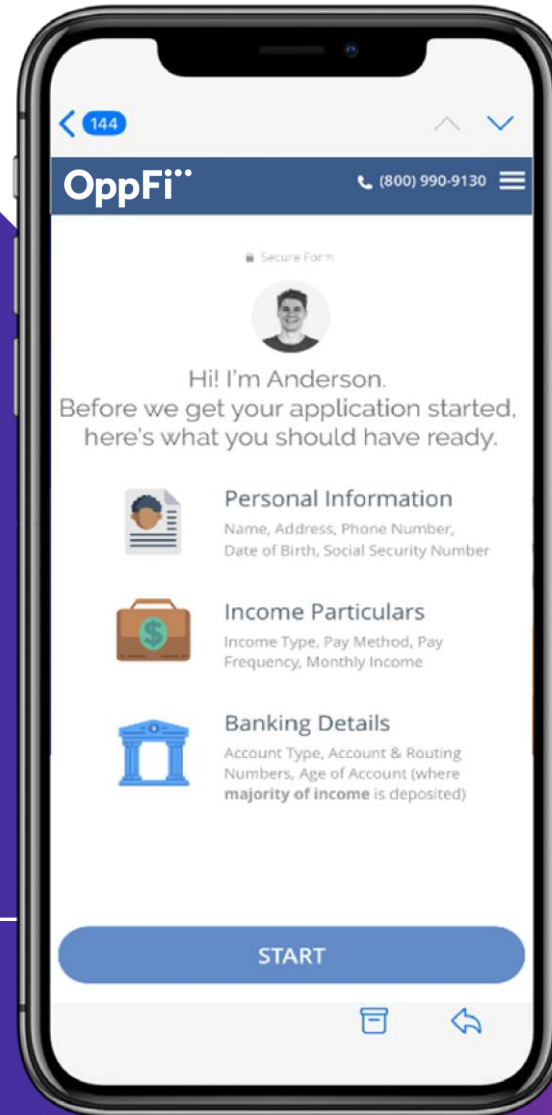 144
OppFi
(800) 990-9130
Secure Form
Hi! I'm Anderson.
Before we get your application started,
here's what you should have ready.
Personal Information
Name, Address, Phone Number,
Date of Birth, Social Security Number
Income Particulars
Income Type, Pay Method, Pay
Frequency, Monthly Income
Banking Details
Account Type, Account & Routing
Numbers, Age of Account (where
majority of income is deposited)
START